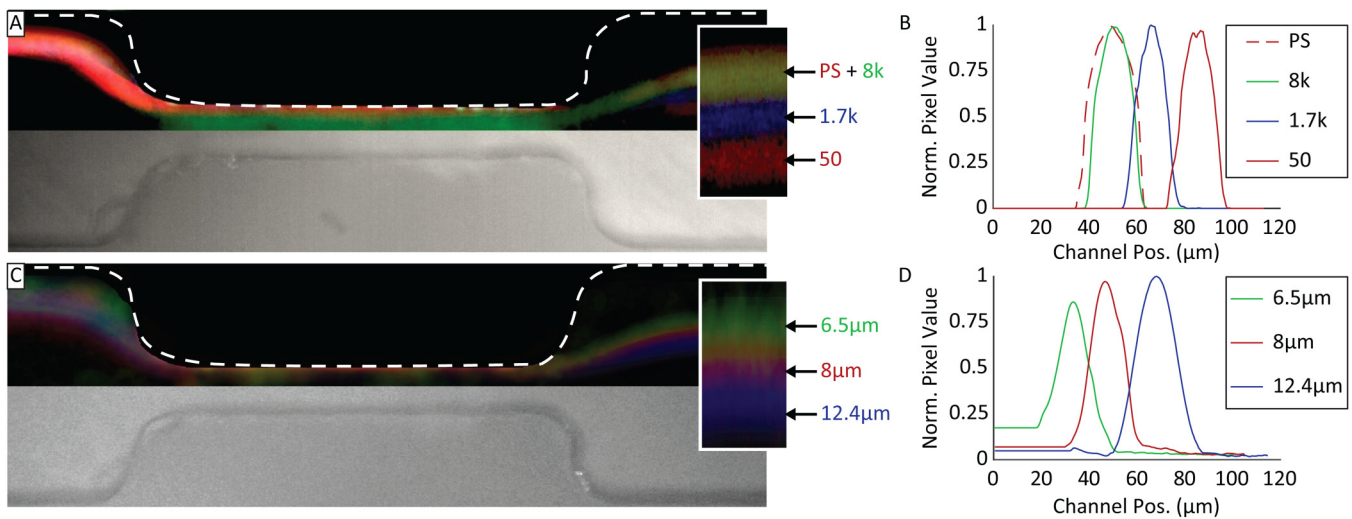 A
PS + 8k
1.7k
50
B
Norm. Pixel Value
1
0.75
0.5
0.25
0
0 20 40 60 80 100 120
Channel Pos. (µm)
PS
8k
1.7k
50
C
6.5µm
8µm
12.4µm
D
Norm. Pixel Value
1
0.75
0.5
0.25
0
0 20 40 60 80 100 120
Channel Pos. (µm)
6.5µm
8µm
12.4µm